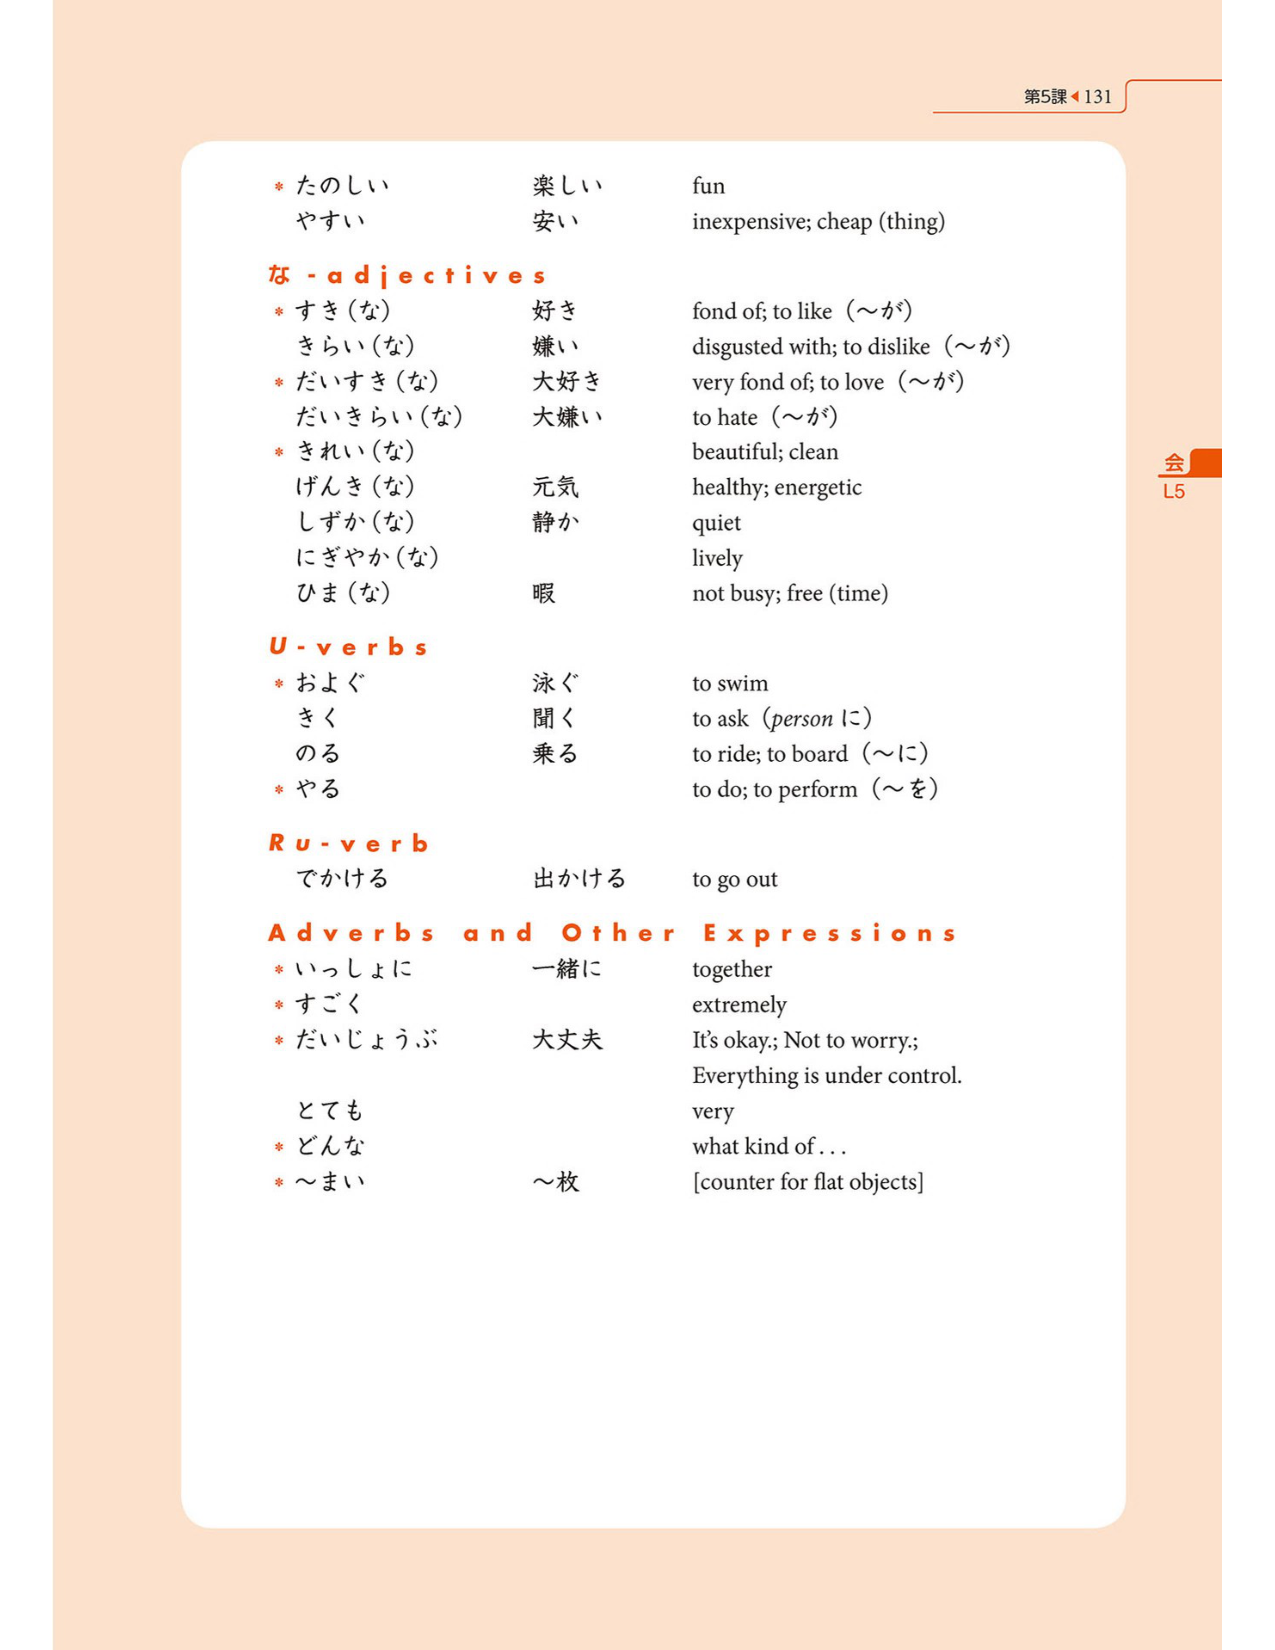 第5課◀131
* たのしい 楽しい fun
やすい 安い inexpensive; cheap (thing)
な-adjectives
* すき(な) 好き fond of; to like (〜が)
きらい(な) 嫌い disgusted with; to dislike (〜が)
* だいすき(な) 大好き very fond of; to love (〜が)
だいきらい(な) 大嫌い to hate (〜が)
* きれい(な) beautiful; clean
げんき(な) 元気 healthy; energetic
しずか(な) 静か quiet
にぎやか(な) lively
ひま(な) 暇 not busy; free (time)
U-verbs
* およぐ 泳ぐ to swim
きく 聞く to ask (person に)
のる 乗る to ride; to board (〜に)
* やる to do; to perform (〜を)
Ru-verb
でかける 出かける to go out
Adverbs and Other Expressions
* いっしょに 一緒に together
* すごく extremely
* だいじょうぶ 大丈夫 It's okay.; Not to worry.;
Everything is under control.
とても very
* どんな what kind of . . .
* 〜まい 〜枚 [counter for flat objects]
会
L5